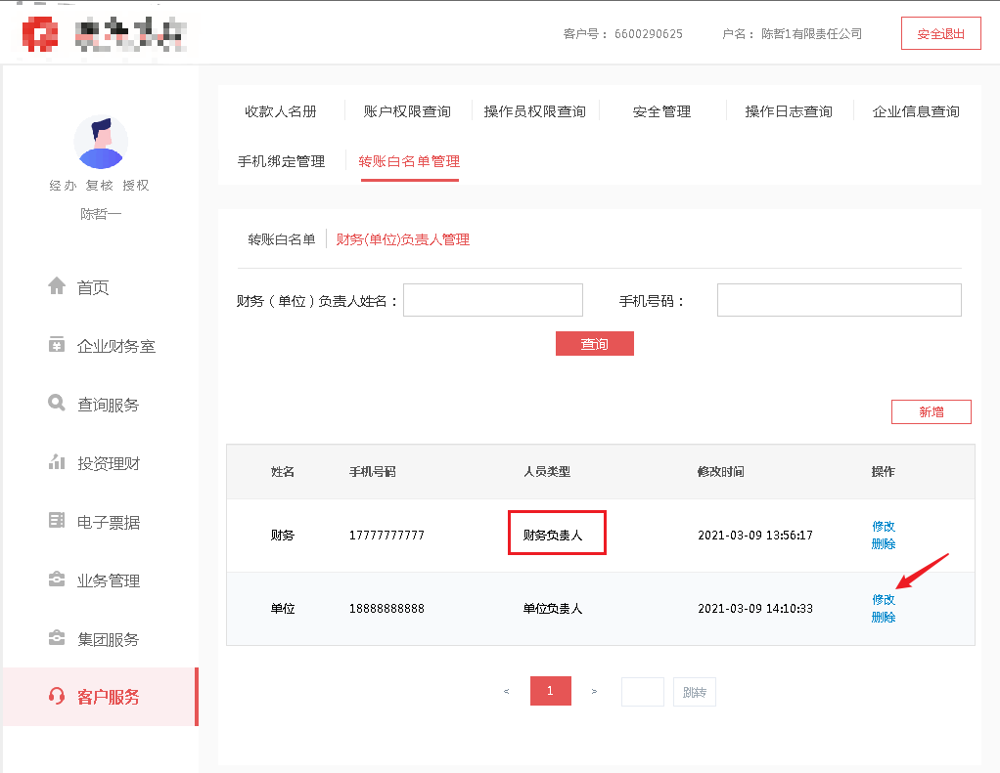 客户号： 6600290625 户名： 陈哲1有限责任公司 安全退出
收款人名册 账户权限查询 操作员权限查询 安全管理 操作日志查询 企业信息查询
手机绑定管理 转账白名单管理
经办 复核 授权
陈哲一
首页
企业财务室
查询服务
投资理财
电子票据
业务管理
集团服务
客户服务
转账白名单 财务(单位)负责人管理
财务（单位）负责人姓名： 手机号码：
查询
新增
姓名 手机号码 人员类型 修改时间 操作
财务 17777777777 财务负责人 2021-03-09 13:56:17 修改
删除
单位 18888888888 单位负责人 2021-03-09 14:10:33 修改
删除
< 1 > 跳转